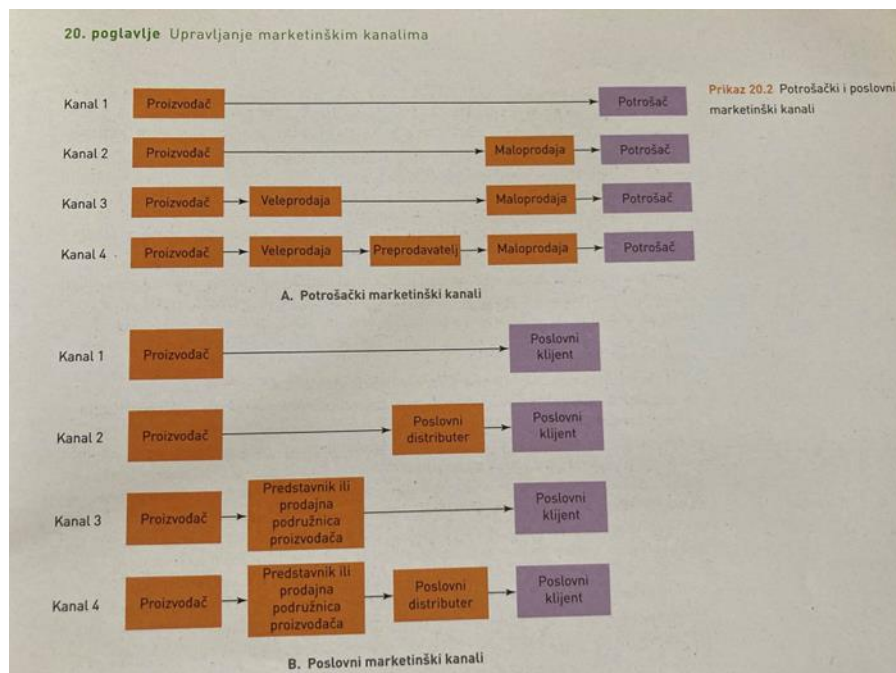 20. poglavlje Upravljanje marketinškim kanalima
Prikaz 20.2 Potrošački i poslovni
marketinški kanali
Kanal 1 Proizvođač Potrošač
Kanal 2 Proizvođač Maloprodaja Potrošač
Kanal 3 Proizvođač Veleprodaja Maloprodaja Potrošač
Kanal 4 Proizvođač Veleprodaja Preprodavatelj Maloprodaja Potrošač
A. Potrošački marketinški kanali
Kanal 1 Proizvođač
Poslovni
klijent
Kanal 2 Proizvođač
Poslovni
distributer
Poslovni
klijent
Kanal 3 Proizvođač
Predstavnik ili
prodajna
podružnica
proizvođača
Poslovni
klijent
Kanal 4 Proizvođač
Predstavnik ili
prodajna
podružnica
proizvođača
Poslovni
distributer
Poslovni
klijent
B. Poslovni marketinški kanali